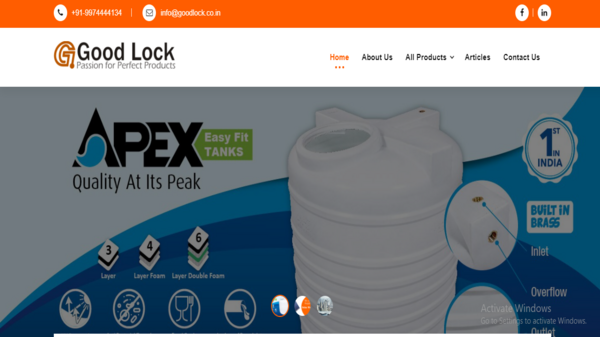 +91-9974444134
info@goodlock.co.in
Good Lock
Passion for Perfect Products
Home
About Us
All Products
Articles
Contact Us
APEX
Easy Fit
TANKS
Quality At Its Peak
1ST
IN
INDIA
BUILT IN
BRASS
3
Layer
4
Layer Foam
6
Layer Double Foam
Inlet
Overflow
Outlet
Activate Windows
Go to Settings to activate Windows.